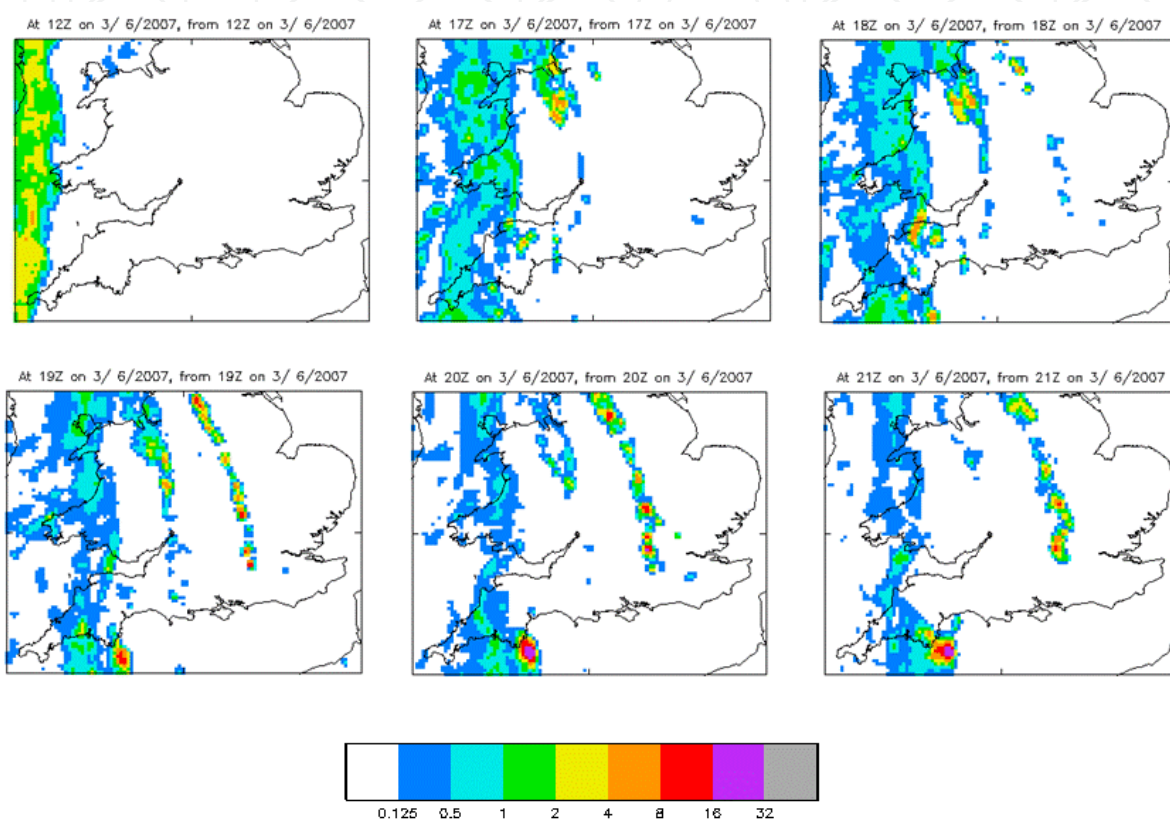 At 12Z on 3/ 6/2007, from 12Z on 3/ 6/2007
At 17Z on 3/ 6/2007, from 17Z on 3/ 6/2007
At 18Z on 3/ 6/2007, from 18Z on 3/ 6/2007
At 19Z on 3/ 6/2007, from 19Z on 3/ 6/2007
At 20Z on 3/ 6/2007, from 20Z on 3/ 6/2007
At 21Z on 3/ 6/2007, from 21Z on 3/ 6/2007
0.125 0.5 1 2 4 8 16 32